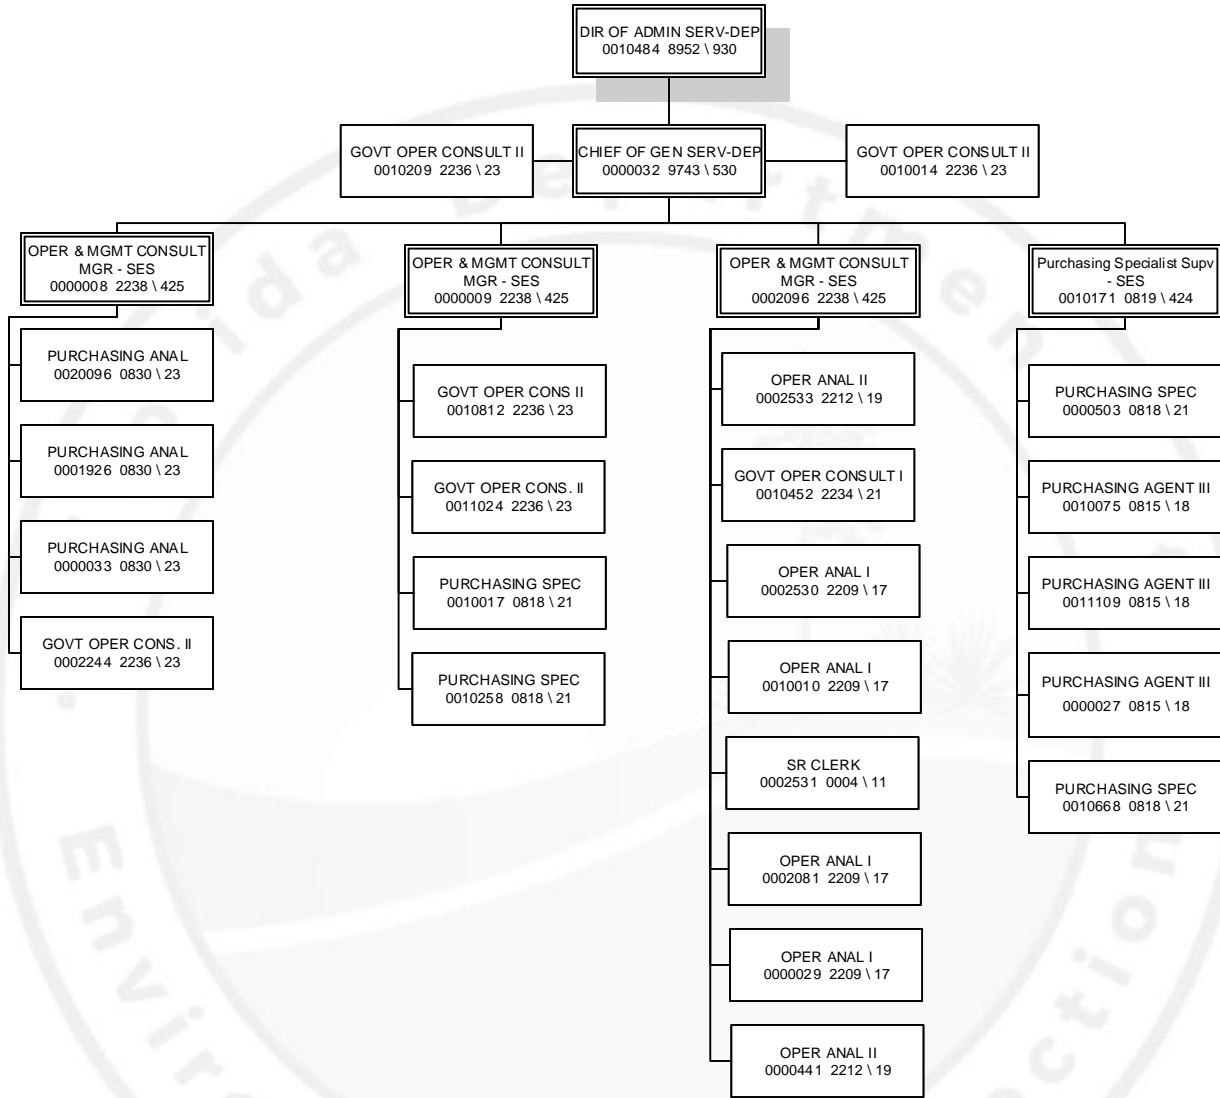 DIR OF ADMIN SERV-DEP
0010484 8952 \ 930
GOVT OPER CONSULT II
0010209 2236 \ 23
CHIEF OF GEN SERV-DEP
0000032 9743 \ 530
GOVT OPER CONSULT II
0010014 2236 \ 23
OPER & MGMT CONSULT
MGR - SES
0000008 2238 \ 425
PURCHASING ANAL
0020096 0830 \ 23
PURCHASING ANAL
0001926 0830 \ 23
PURCHASING ANAL
0000033 0830 \ 23
GOVT OPER CONS. II
0002244 2236 \ 23
OPER & MGMT CONSULT
MGR - SES
0000009 2238 \ 425
GOVT OPER CONS II
0010812 2236 \ 23
GOVT OPER CONS. II
0011024 2236 \ 23
PURCHASING SPEC
0010017 0818 \ 21
PURCHASING SPEC
0010258 0818 \ 21
OPER & MGMT CONSULT
MGR - SES
0002096 2238 \ 425
OPER ANAL II
0002533 2212 \ 19
GOVT OPER CONSULT I
0010452 2234 \ 21
OPER ANAL I
0002530 2209 \ 17
OPER ANAL I
0010010 2209 \ 17
SR CLERK
0002531 0004 \ 11
OPER ANAL I
0002081 2209 \ 17
OPER ANAL I
0000029 2209 \ 17
OPER ANAL II
0000441 2212 \ 19
Purchasing Specialist Supv
- SES
0010171 0819 \ 424
PURCHASING SPEC
0000503 0818 \ 21
PURCHASING AGENT III
0010075 0815 \ 18
PURCHASING AGENT III
0011109 0815 \ 18
PURCHASING AGENT III
0000027 0815 \ 18
PURCHASING SPEC
0010668 0818 \ 21